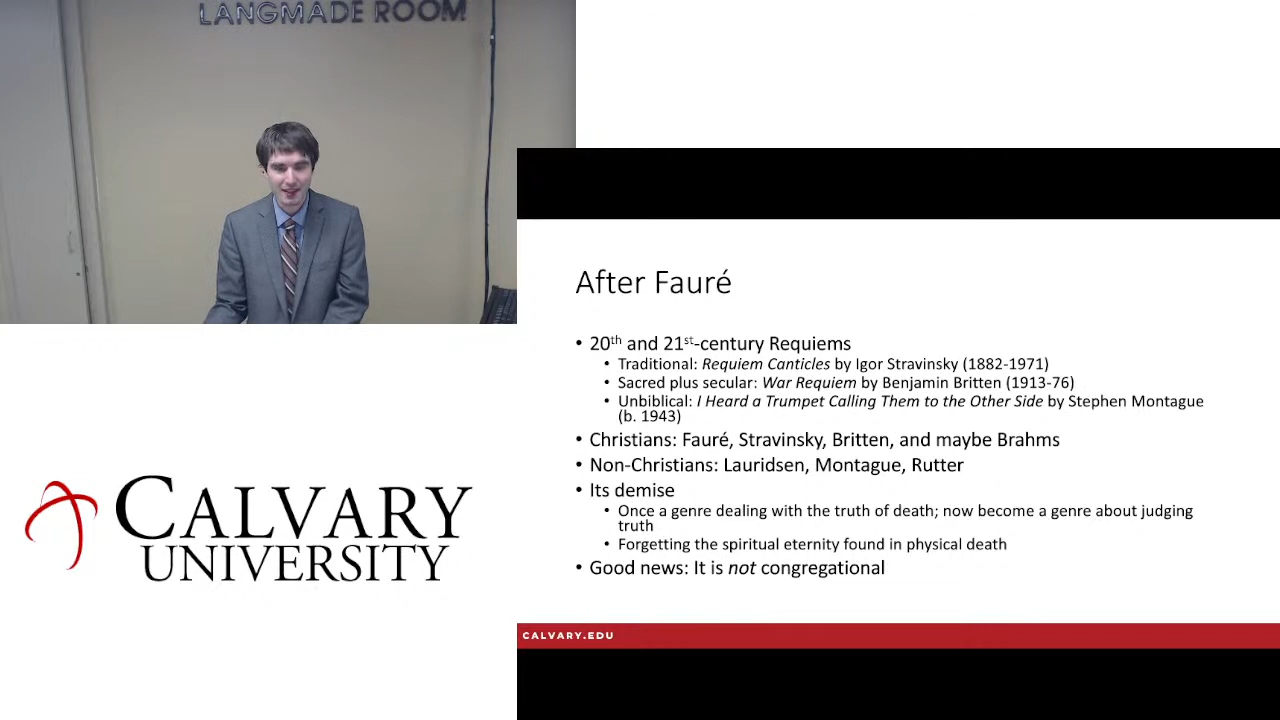 LANGMADE ROOM
After Fauré
• 20th and 21st-century Requiems
• Traditional: Requiem Canticles by Igor Stravinsky (1882-1971)
• Sacred plus secular: War Requiem by Benjamin Britten (1913-76)
• Unbiblical: I Heard a Trumpet Calling Them to the Other Side by Stephen Montague
(b. 1943)
• Christians: Fauré, Stravinsky, Britten, and maybe Brahms
• Non-Christians: Lauridsen, Montague, Rutter
• Its demise
• Once a genre dealing with the truth of death; now become a genre about judging
truth
• Forgetting the spiritual eternity found in physical death
• Good news: It is not congregational
CALVARY.EDU
CALVARY
UNIVERSITY